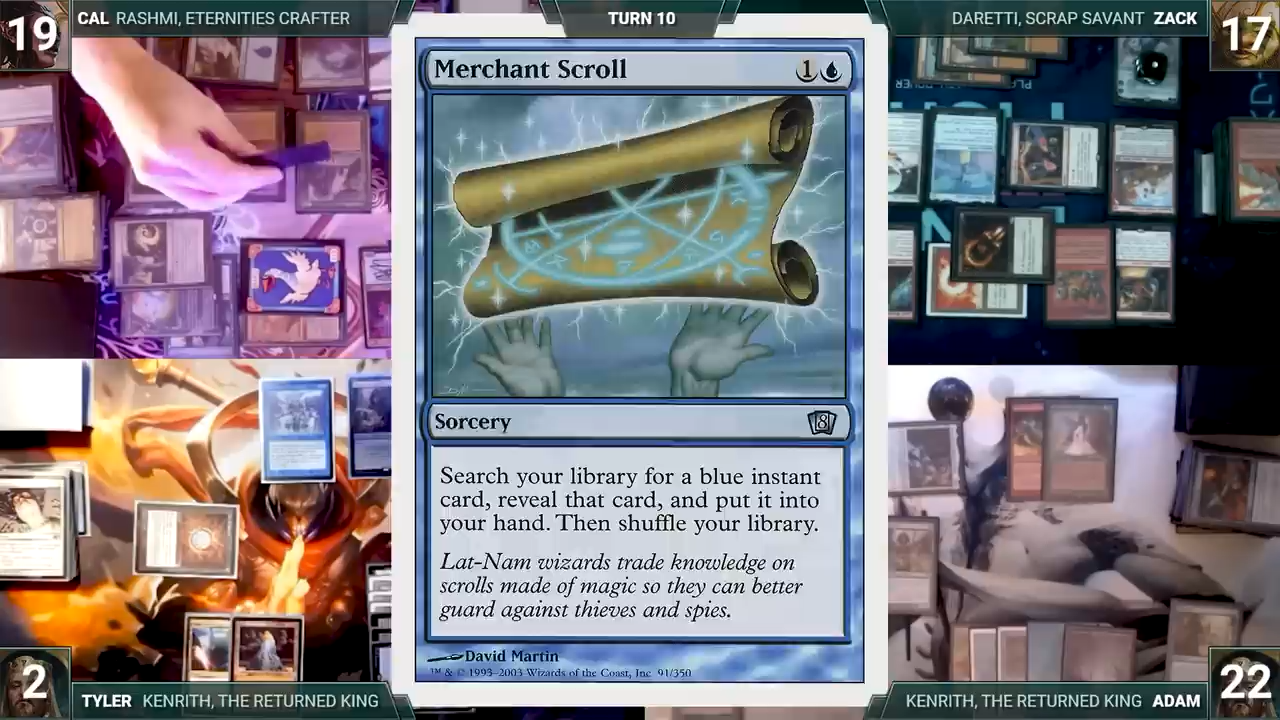 19
CAL RASHMI, ETERNITIES CRAFTER
TURN 10
DARETTI, SCRAP SAVANT ZACK
17
Merchant Scroll 1
Sorcery 8
Search your library for a blue instant
card, reveal that card, and put it into
your hand. Then shuffle your library.
Lat-Nam wizards trade knowledge on
scrolls made of magic so they can better
guard against thieves and spies.
David Martin
™ & © 1993–2003 Wizards of the Coast, Inc. 91/350
2
TYLER KENRITH, THE RETURNED KING
KENRITH, THE RETURNED KING ADAM
22